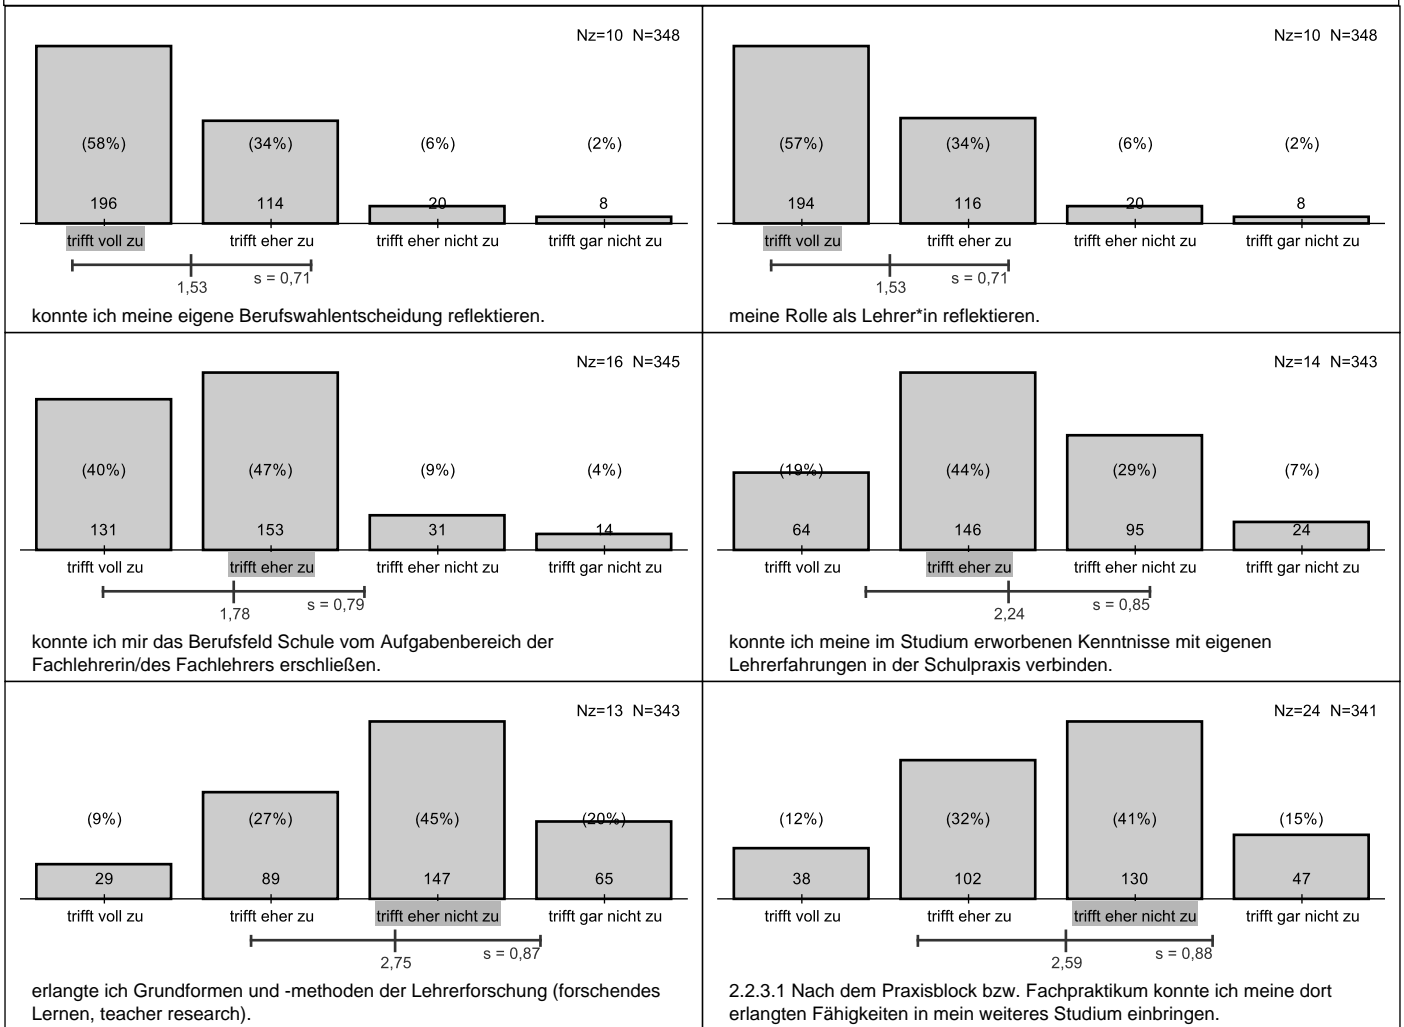 Nz=10 N=348
(58%) (34%) (6%) (2%)
196 114 20 8
trifft voll zu trifft eher zu trifft eher nicht zu trifft gar nicht zu
s = 0,71
1,53
konnte ich meine eigene Berufswahlentscheidung reflektieren.
Nz=10 N=348
(57%) (34%) (6%) (2%)
194 116 20 8
trifft voll zu trifft eher zu trifft eher nicht zu trifft gar nicht zu
s = 0,71
1,53
meine Rolle als Lehrer*in reflektieren.
Nz=16 N=345
(40%) (47%) (9%) (4%)
131 153 31 14
trifft voll zu trifft eher zu trifft eher nicht zu trifft gar nicht zu
s = 0,79
1,78
konnte ich mir das Berufsfeld Schule vom Aufgabenbereich der
Fachlehrerin/des Fachlehrers erschließen.
Nz=14 N=343
(19%) (44%) (29%) (7%)
64 146 95 24
trifft voll zu trifft eher zu trifft eher nicht zu trifft gar nicht zu
s = 0,85
2,24
konnte ich meine im Studium erworbenen Kenntnisse mit eigenen
Lehrerfahrungen in der Schulpraxis verbinden.
Nz=13 N=343
(9%) (27%) (45%) (20%)
29 89 147 65
trifft voll zu trifft eher zu trifft eher nicht zu trifft gar nicht zu
s = 0,87
2,75
erlangte ich Grundformen und -methoden der Lehrerforschung (forschendes
Lernen, teacher research).
Nz=24 N=341
(12%) (32%) (41%) (15%)
38 102 130 47
trifft voll zu trifft eher zu trifft eher nicht zu trifft gar nicht zu
s = 0,88
2,59
2.2.3.1 Nach dem Praxisblock bzw. Fachpraktikum konnte ich meine dort
erlangten Fähigkeiten in mein weiteres Studium einbringen.